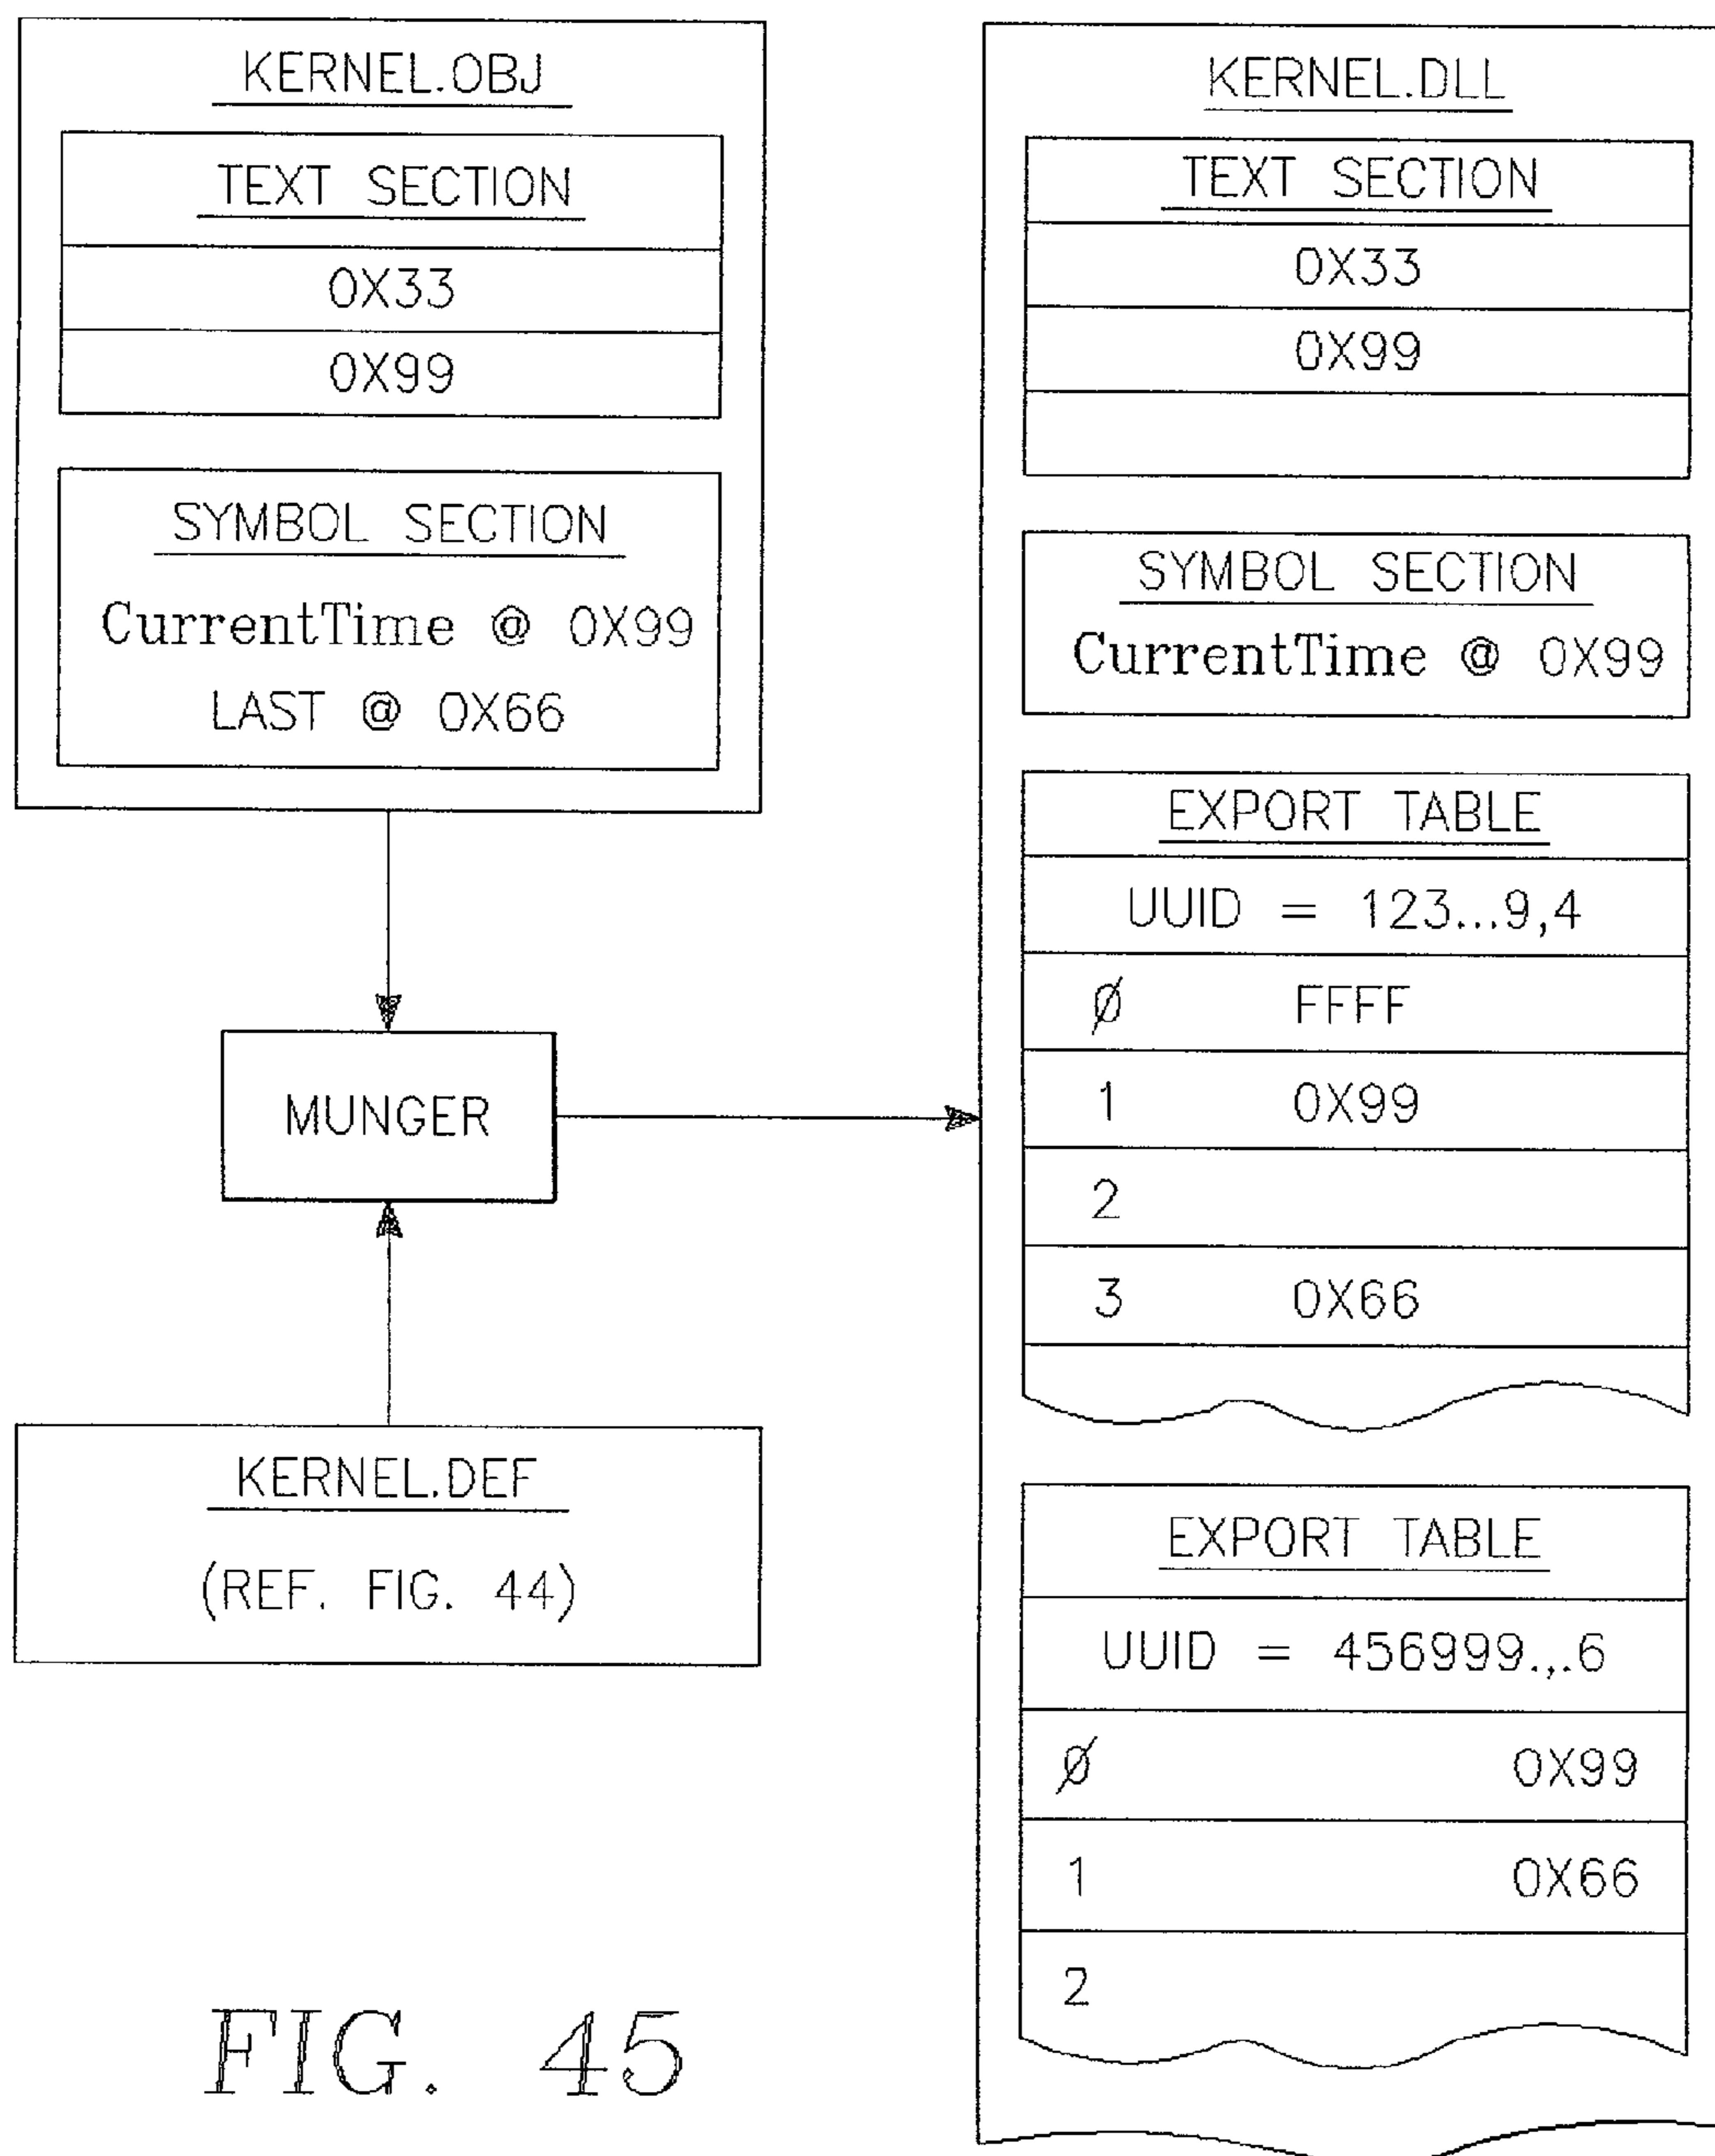 KERNEL.OBJ
TEXT SECTION
0X33
0X99
SYMBOL SECTION
CurrentTime @ 0X99
LAST @ 0X66
MUNGER
KERNEL.DEF
(REF. FIG. 44)
KERNEL.DLL
TEXT SECTION
0X33
0X99
SYMBOL SECTION
CurrentTime @ 0X99
EXPORT TABLE
UUID = 123...9,4
Ø FFFF
1 0X99
2
3 0X66
EXPORT TABLE
UUID = 456999.,.6
Ø 0X99
1 0X66
2
FIG. 45